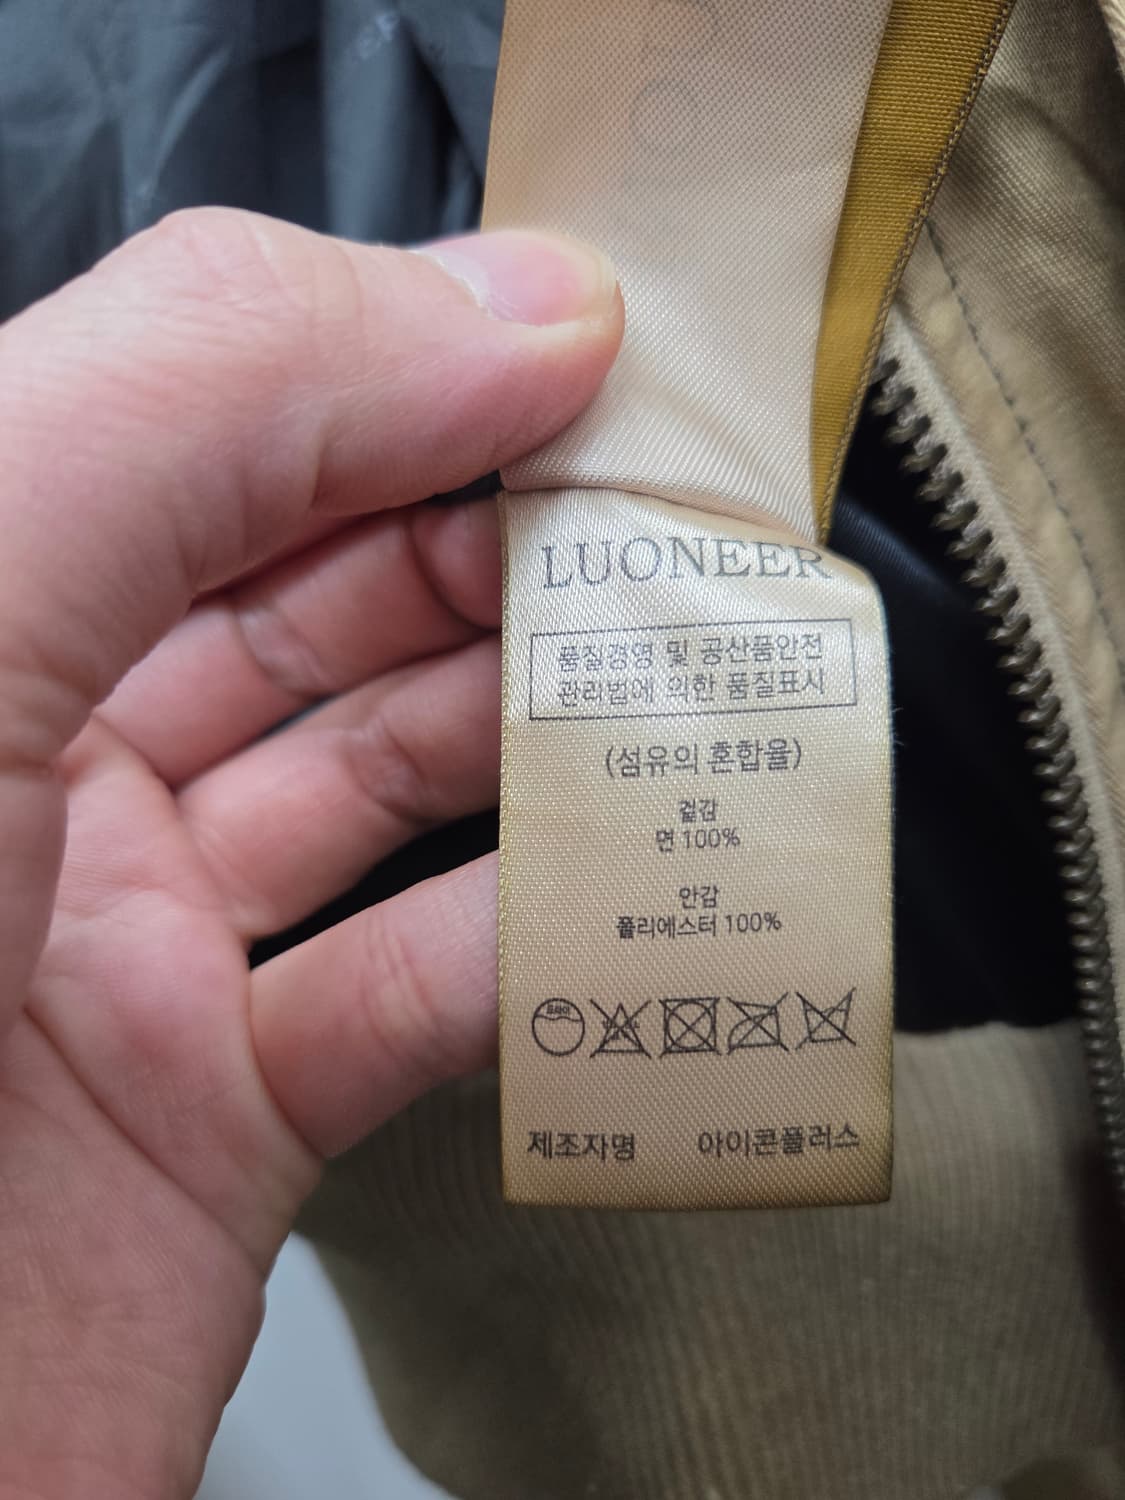 LUONEER
품질경영 및 공산품안전
관리법에 의한 품질표시
(섬유의 혼합율)
겉감
면 100%
안감
폴리에스터 100%
드라이
제조자명 아이콘플러스